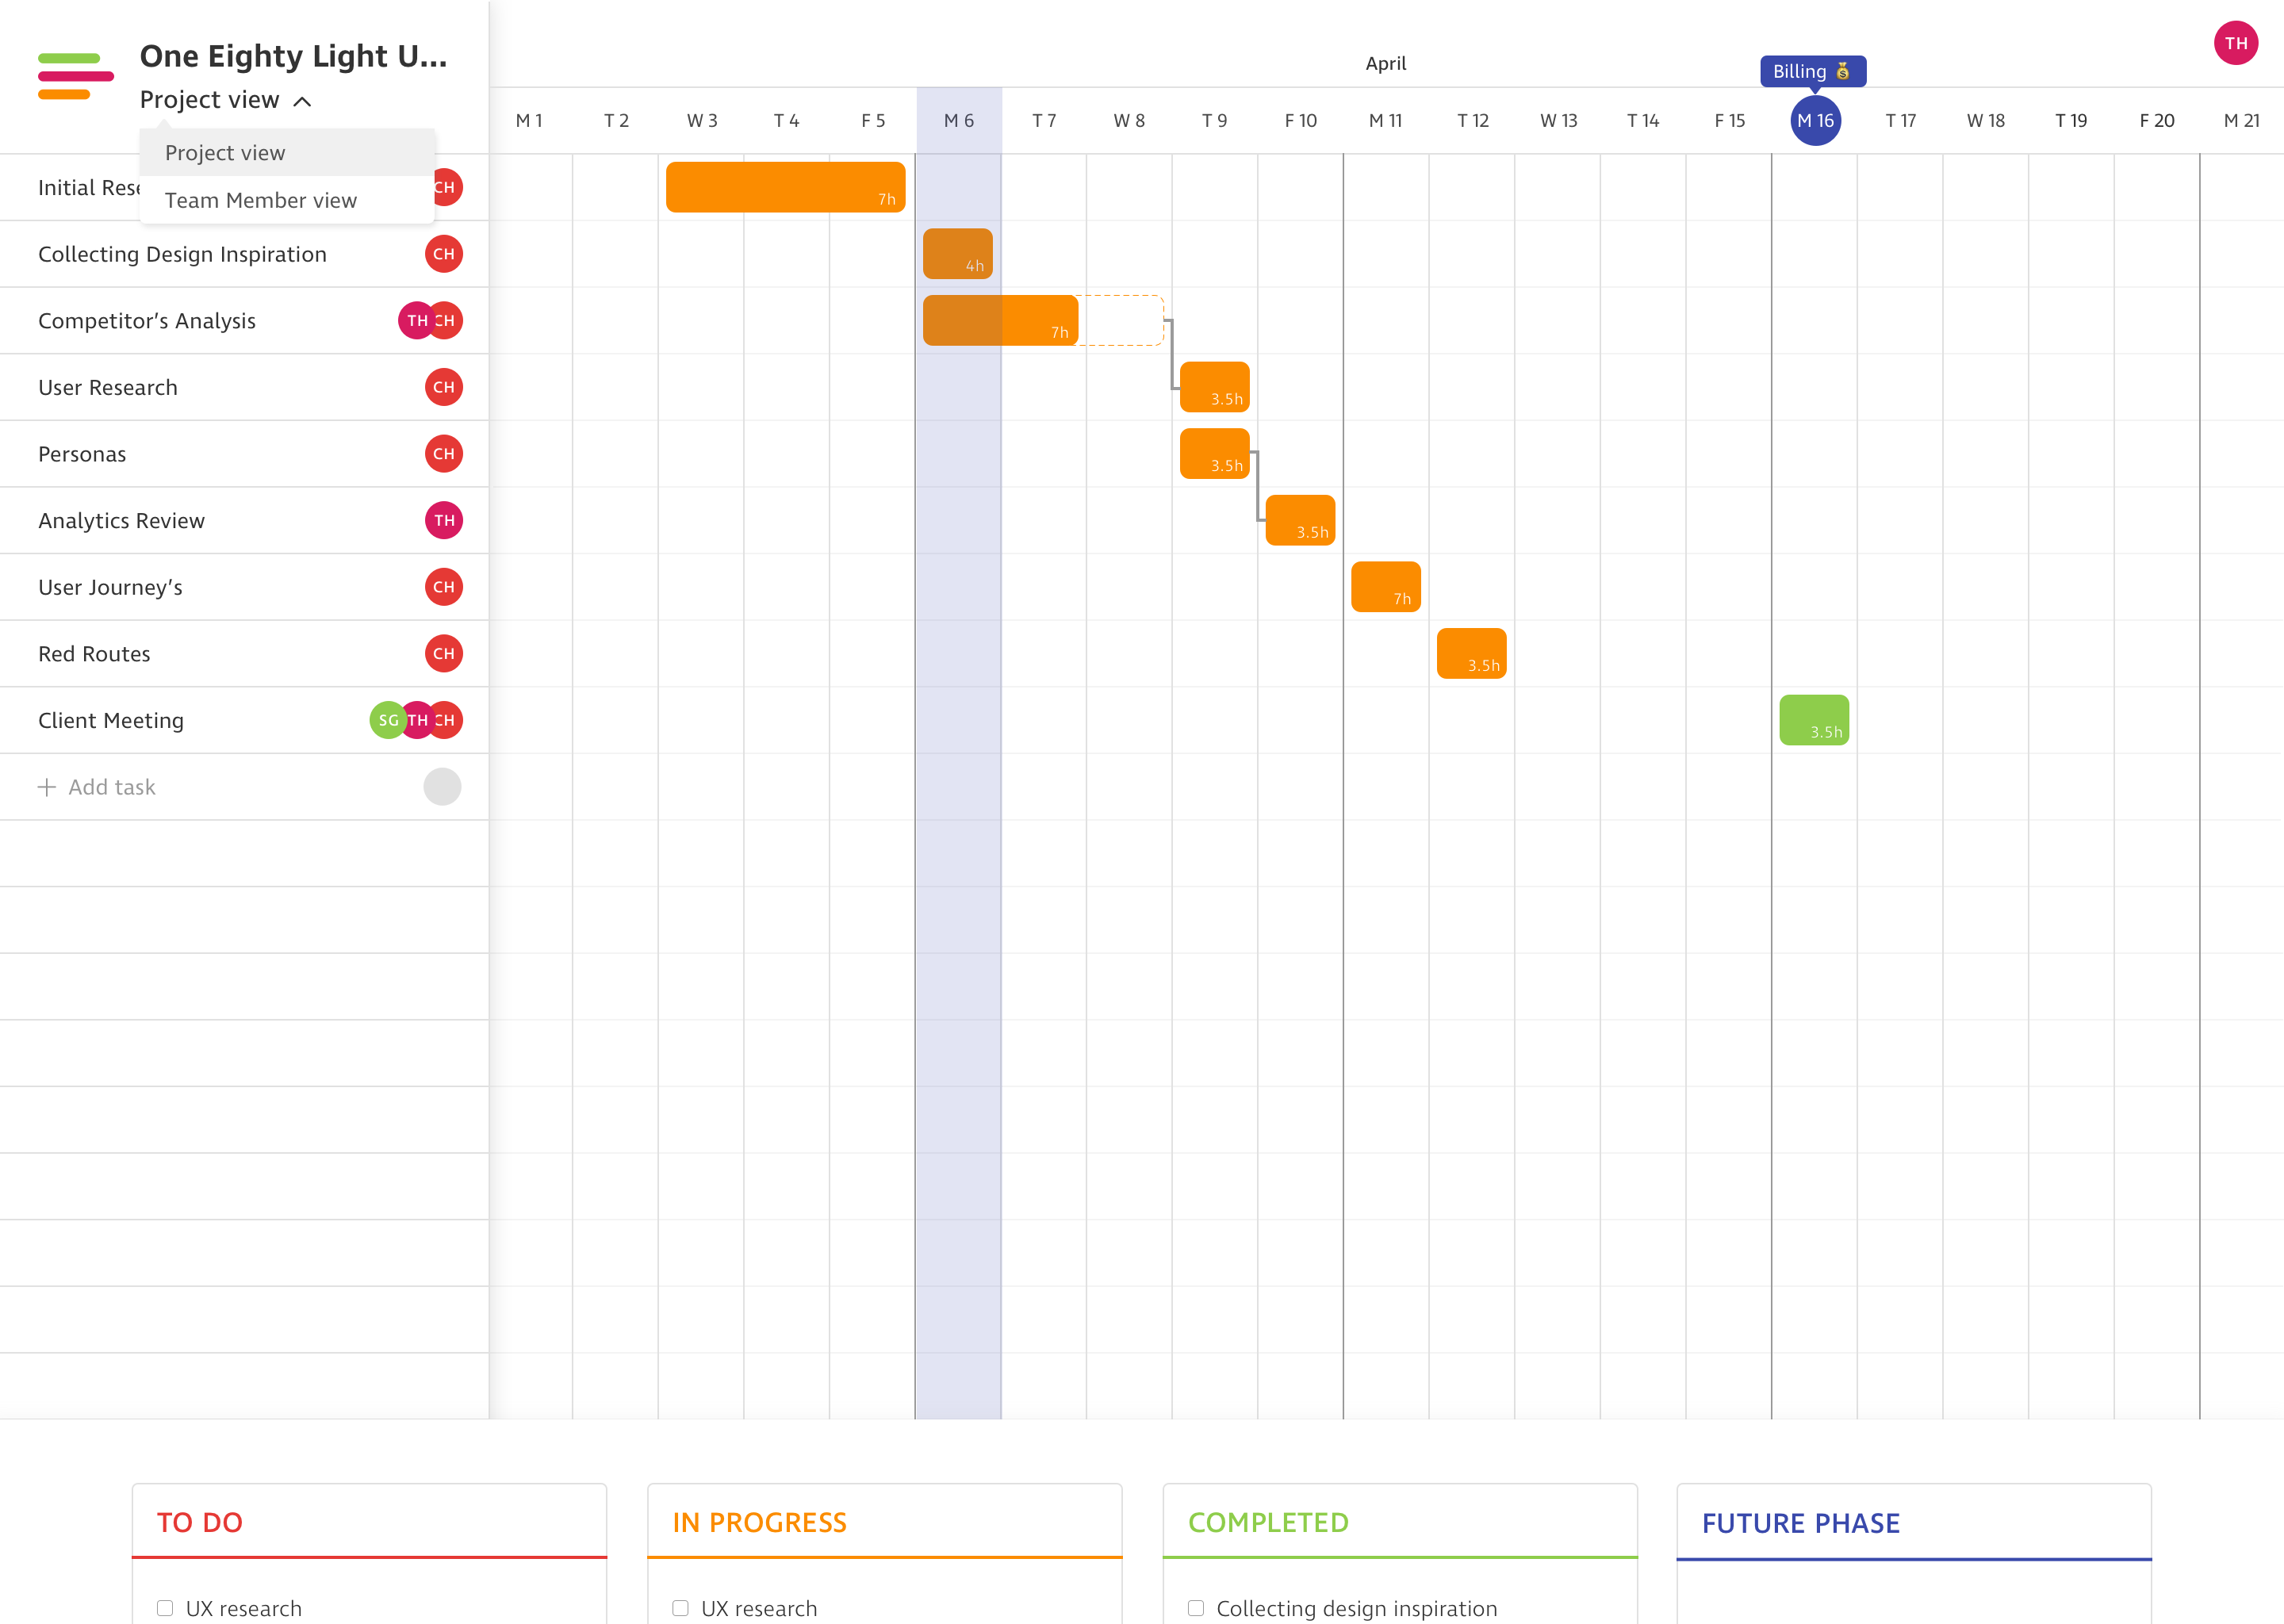 One Eighty Light U...
Project view
Project view
Team Member view
TH
April
Billing
M 1 T 2 W 3 T 4 F 5 M 6 T 7 W 8 T 9 F 10 M 11 T 12 W 13 T 14 F 15 M 16 T 17 W 18 T 19 F 20 M 21
Initial Rese CH 7h
Collecting Design Inspiration CH 4h
Competitor’s Analysis TH CH 7h
User Research CH 3.5h
Personas CH 3.5h
Analytics Review TH 3.5h
User Journey’s CH 7h
Red Routes CH 3.5h
Client Meeting SG TH CH 3.5h
+ Add task
TO DO
UX research
IN PROGRESS
UX research
COMPLETED
Collecting design inspiration
FUTURE PHASE